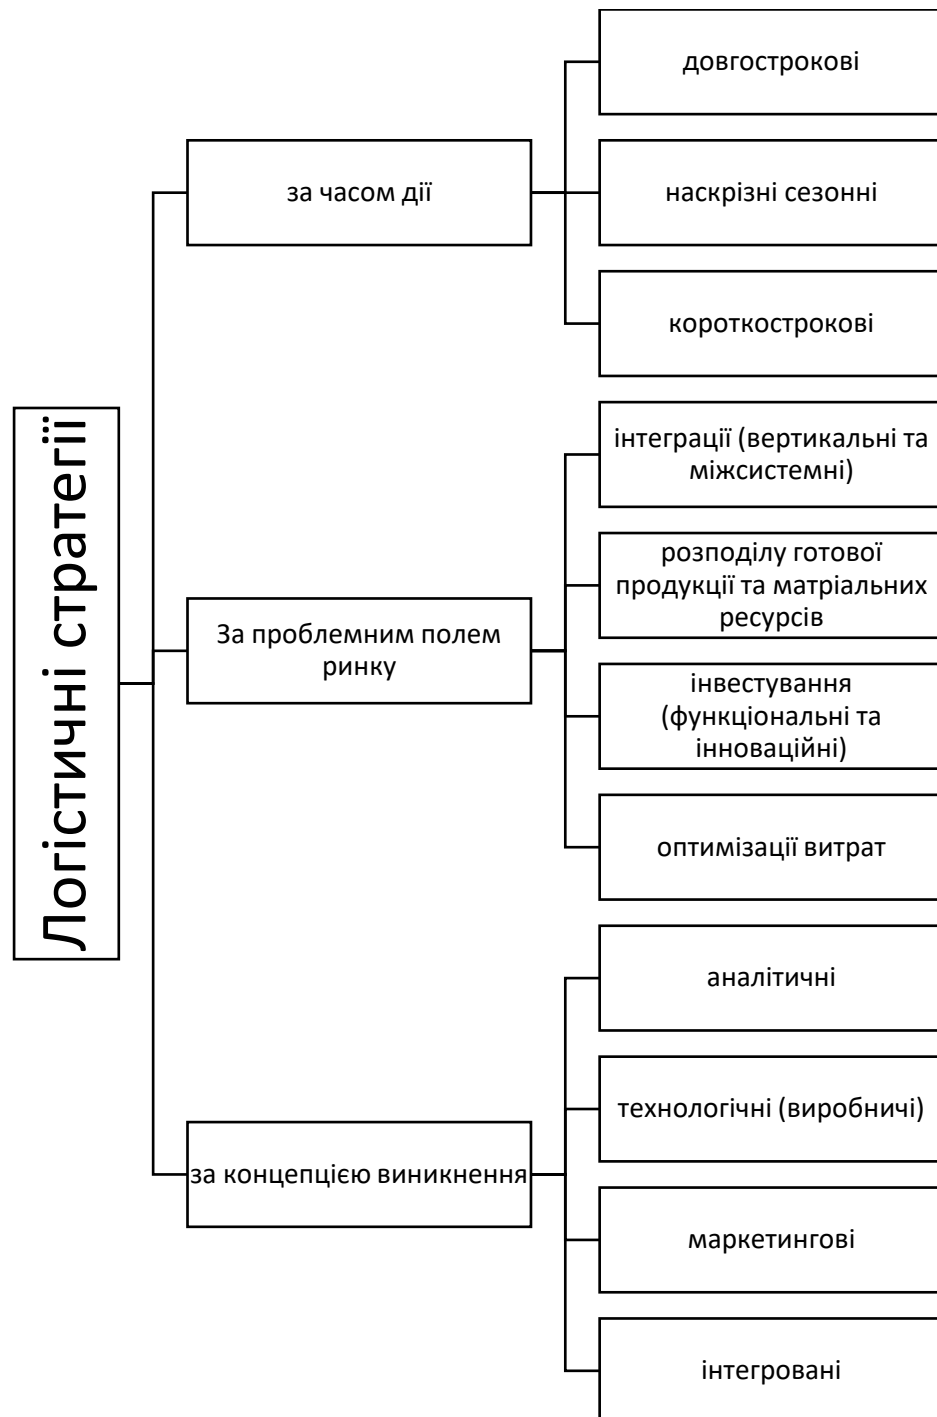 Логістичні стратегії
за часом дії
довгострокові
наскрізні сезонні
короткострокові
За проблемним полем
ринку
інтеграції (вертикальні та
міжсистемні)
розподілу готової
продукції та матріальних
ресурсів
інвестування
(функціональні та
інноваційні)
оптимізації витрат
за концепцією виникнення
аналітичні
технологічні (виробничі)
маркетингові
інтегровані